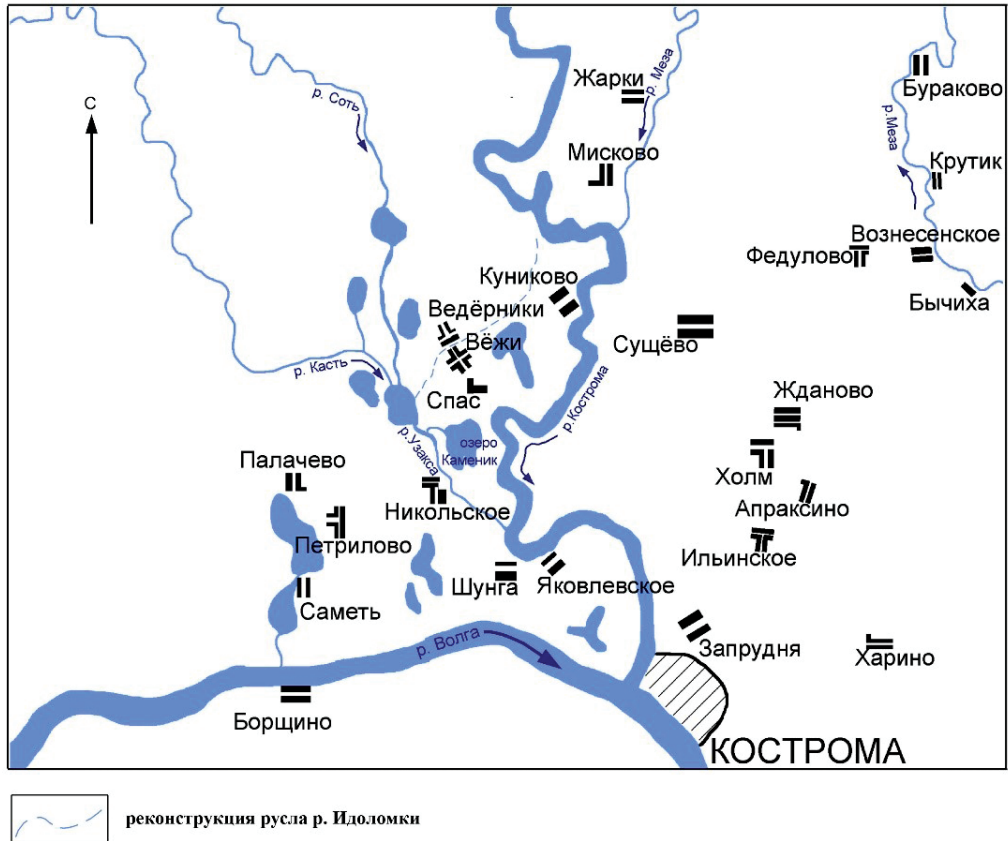 Жарки
р. Меза
Бураково
С
р. Соть
р.Меза
Мисково
Крутик
Вознесенское
Федулово
Куниково
Бычиха
Ведёрники
Вёжи
Сущёво
р. Касть
Спас
р.Кострома
Жданово
р.Узакса
озеро
Каменик
Палачево
Холм
Никольское
Апраксино
Петрилово
Ильинское
Шунга
Яковлевское
Саметь
р. Волга
Запрудня
Харино
Борщино
КОСТРОМА
реконструкция русла р. Идоломки